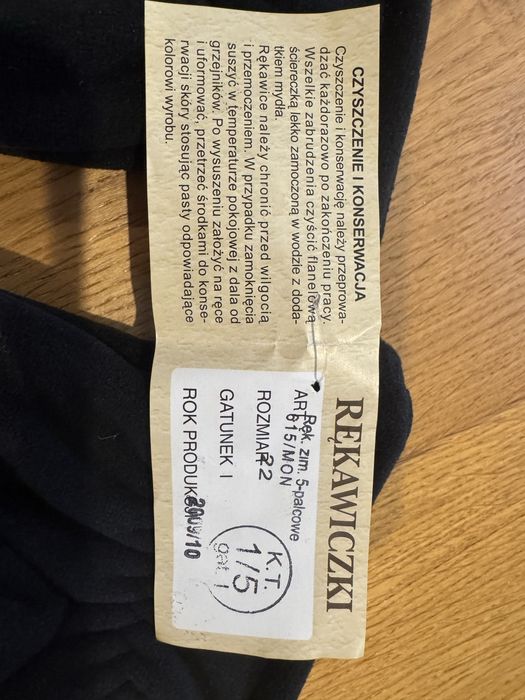 CZYSZCZENIE I KONSERWACJA
Czyszczenie i konserwację należy przeprowa-
dzać każdorazowo po zakończeniu pracy.
Wszelkie zabrudzenia czyścić flanelową
ściereczką lekko zamoczoną w wodzie z doda-
tkiem mydła.
Rękawice należy chronić przed wilgocią
i przemoczeniem. W przypadku zamoknięcia
suszyć w temperaturze pokojowej z dala od
grzejników. Po wysuszeniu założyć na ręce
i uformować, przetrzeć środkami do konse-
rwacji skóry stosując pasty odpowiadające
kolorowi wyrobu.
RĘKAWICZKI
Ręk. zim. 5-palcowe
ART 615/MON
ROZMIAR 22
GATUNEK I
ROK PRODUKCJI 2009/10
K.T.
1/5
gat. I